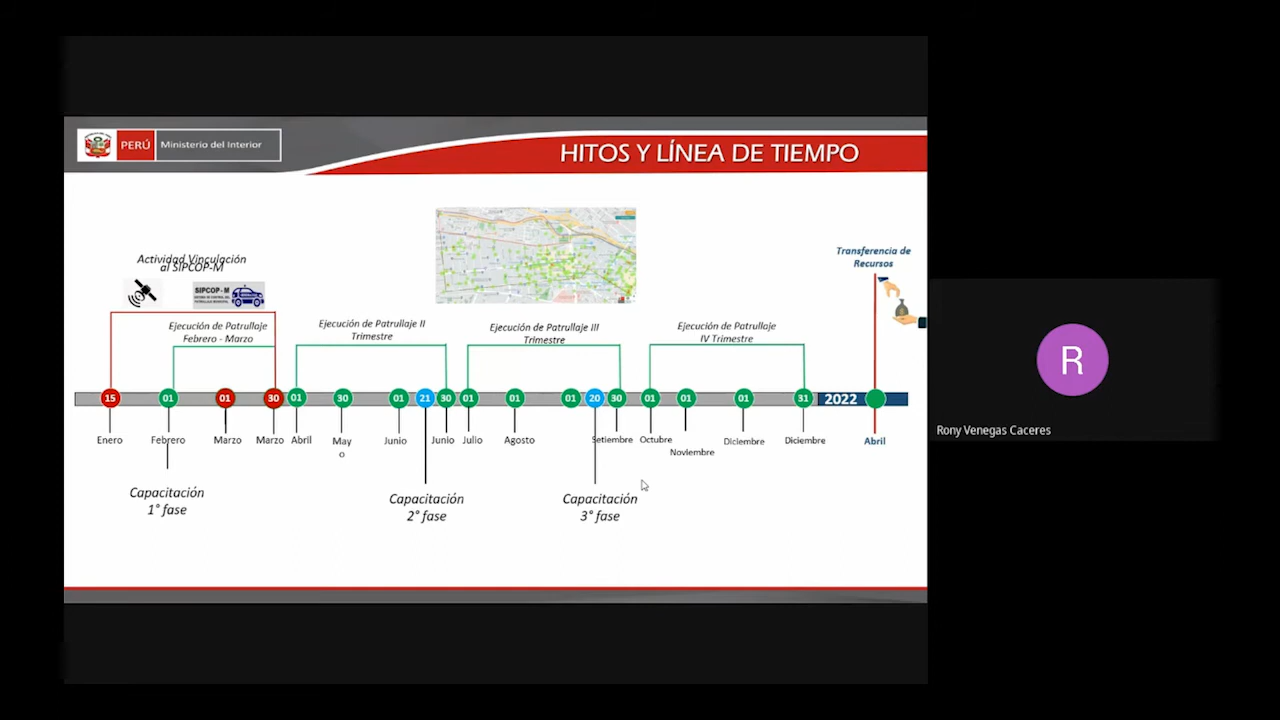 PERÚ
Ministerio del Interior
HITOS Y LÍNEA DE TIEMPO
Actividad Vinculación
al SIPCOP-M
SIPCOP - M
Ejecución de Patrullaje
Febrero - Marzo
Ejecución de Patrullaje II
Trimestre
Ejecución de Patrullaje III
Trimestre
Ejecución de Patrullaje
IV Trimestre
Transferencia de
Recursos
15 01 01 30 01 30 01 21 30 01 01 01 20 30 01 01 01 31 2022
Enero Febrero Marzo Marzo Abril May
o
Junio Junio Julio Agosto Setiembre Octubre
Noviembre
Diciembre Diciembre Abril
Capacitación
1° fase
Capacitación
2° fase
Capacitación
3° fase
R
Rony Venegas Caceres